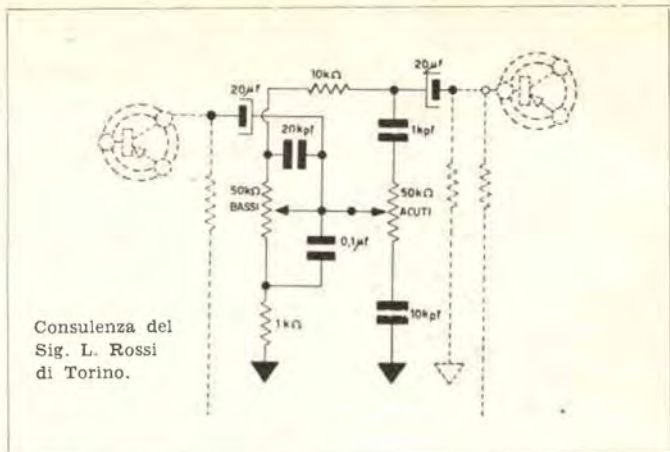 20µf
10kΩ
20µf
20kpf
1kpf
50kΩ
BASSI
50kΩ
ACUTI
0,1µf
1kΩ
10kpf
Consulenza del
Sig. L. Rossi
di Torino.